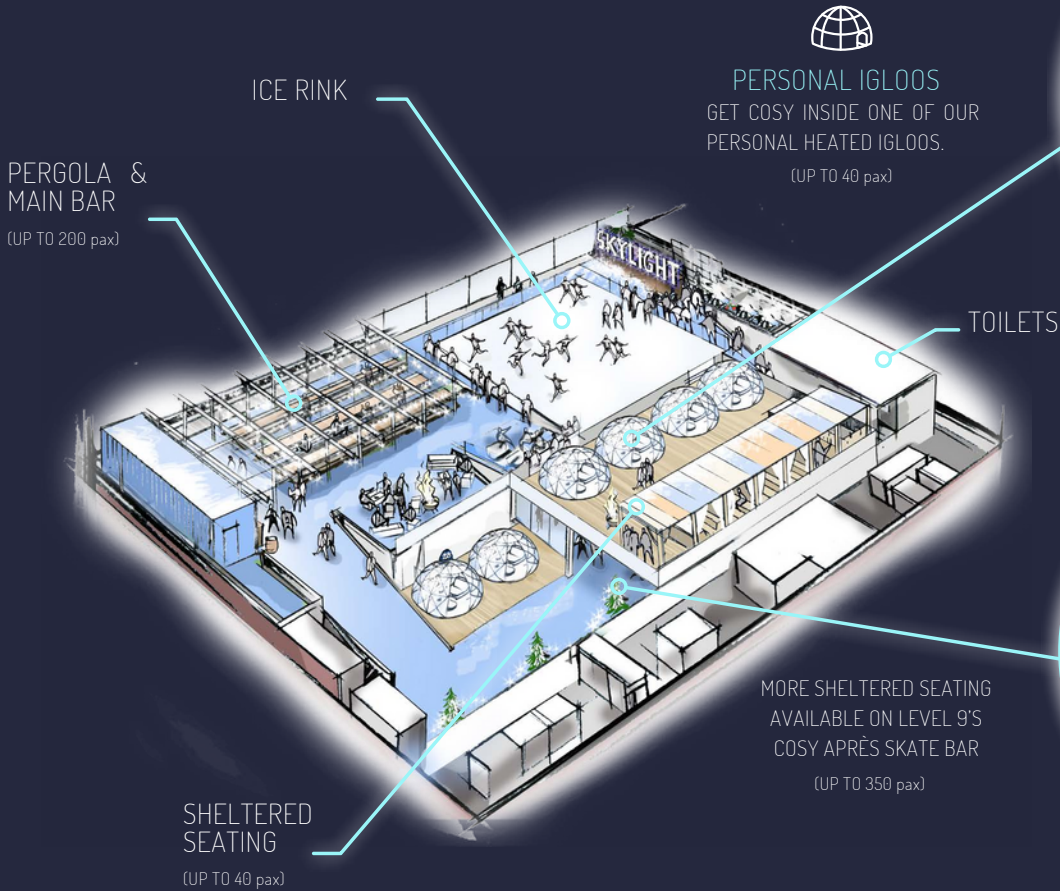 PERSONAL IGLOOS
GET COSY INSIDE ONE OF OUR
PERSONAL HEATED IGLOOS.
(UP TO 40 pax)
ICE RINK
PERGOLA &
MAIN BAR
(UP TO 200 pax)
SKYLIGHT
TOILETS
MORE SHELTERED SEATING
AVAILABLE ON LEVEL 9'S
COSY APRÈS SKATE BAR
(UP TO 350 pax)
SHELTERED
SEATING
(UP TO 40 pax)